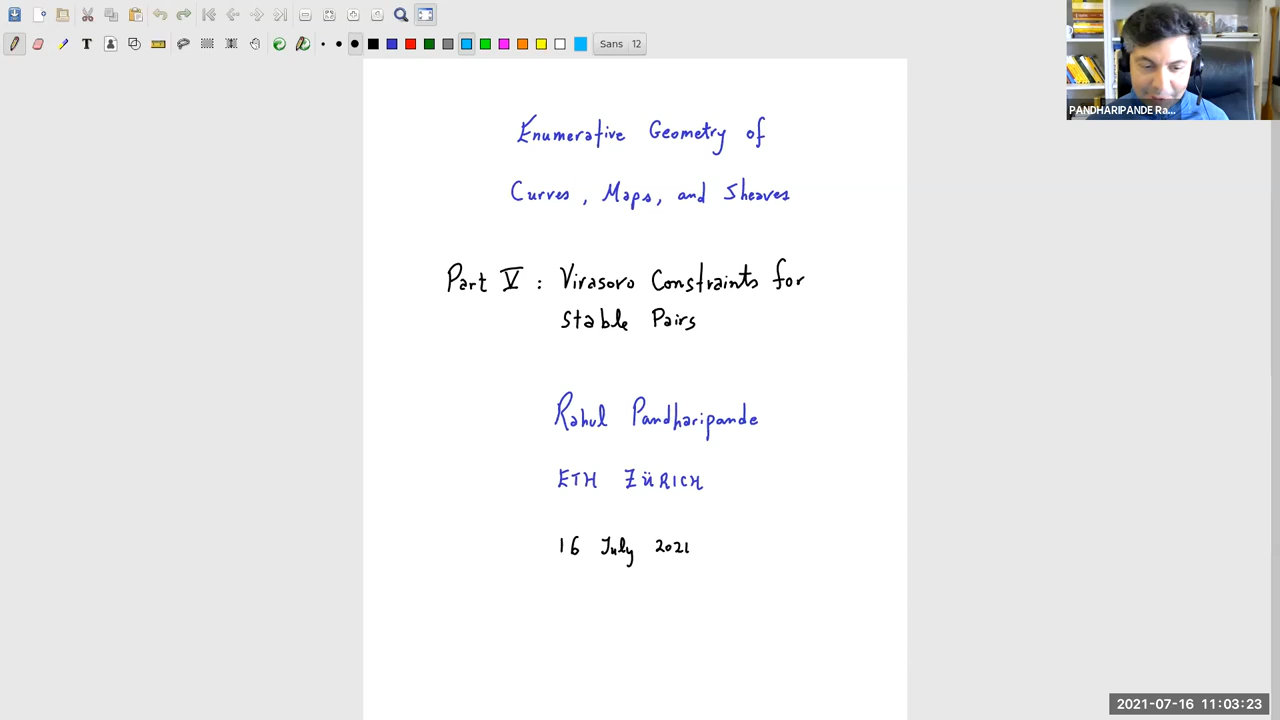 Sans 12
PANDHARIPANDE Ra...
Enumerative Geometry of
Curves, Maps, and Sheaves
Part V : Virasoro Constraints for
Stable Pairs
Rahul Pandharipande
ETH ZüRICH
16 July 2021
2021-07-16 11:03:23